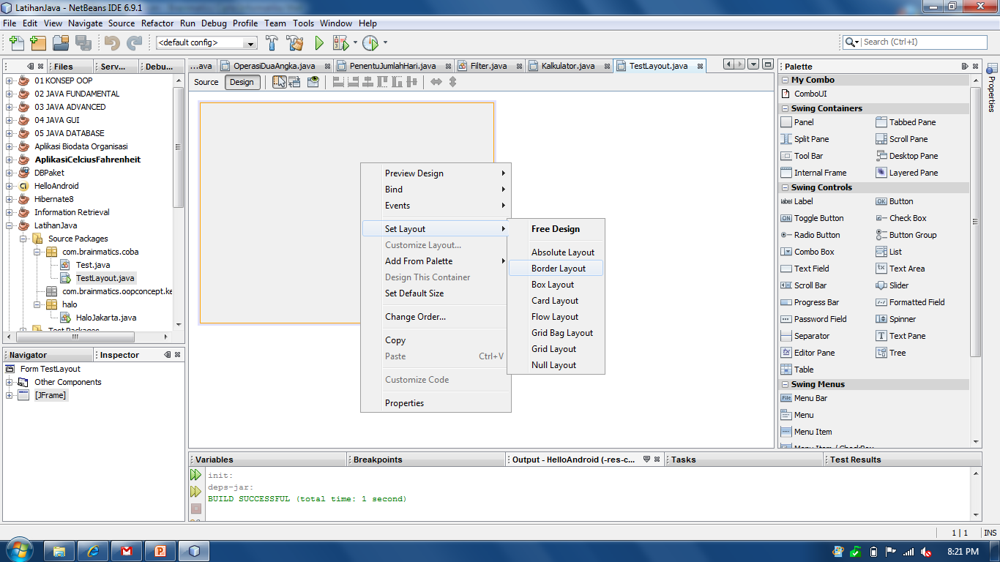 LatihanJava - NetBeans IDE 6.9.1
File Edit View Navigate Source Refactor Run Debug Profile Team Tools Window Help
<default config>
Search (Ctrl+I)
Files Serv... Debu...
01 KONSEP OOP
02 JAVA FUNDAMENTAL
03 JAVA ADVANCED
04 JAVA GUI
05 JAVA DATABASE
Aplikasi Biodata Organisasi
AplikasiCelciusFahrenheit
DBPaket
HelloAndroid
Hibernate8
Information Retrieval
LatihanJava
Source Packages
com.brainmatics.coba
Test.java
TestLayout.java
com.brainmatics.oopconcept.ke
halo
HaloJakarta.java
Test Packages
Navigator Inspector
Form TestLayout
Other Components
[JFrame]
...ava OperasiDuaAngka.java PenentuJumlahHari.java Filter.java Kalkulator.java TestLayout.java
Source Design
Preview Design
Bind
Events
Set Layout
Customize Layout...
Add From Palette
Design This Container
Set Default Size
Change Order...
Copy
Paste Ctrl+V
Customize Code
Properties
Free Design
Absolute Layout
Border Layout
Box Layout
Card Layout
Flow Layout
Grid Bag Layout
Grid Layout
Null Layout
Palette
My Combo
ComboUI
Swing Containers
Panel Tabbed Pane
Split Pane Scroll Pane
Tool Bar Desktop Pane
Internal Frame Layered Pane
Swing Controls
label Label OK Button
ON Toggle Button Check Box
Radio Button Button Group
Combo Box List
Text Field Text Area
Scroll Bar Slider
Progress Bar Formatted Field
Password Field Spinner
Separator T Text Pane
Editor Pane Tree
Table
Swing Menus
File Menu Bar
Menu
Menu Item
Menu Item / CheckBox
Properties
Variables Breakpoints Output - HelloAndroid (-res-c... Tasks Test Results
init:
deps-jar:
BUILD SUCCESSFUL (total time: 1 second)
1 | 1 INS
8:21 PM